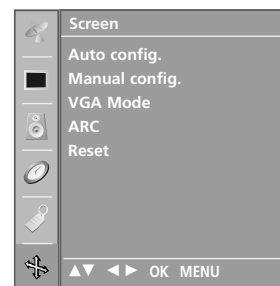 Screen
Auto config.
Manual config.
VGA Mode
ARC
Reset
▲▼ ◄► OK MENU